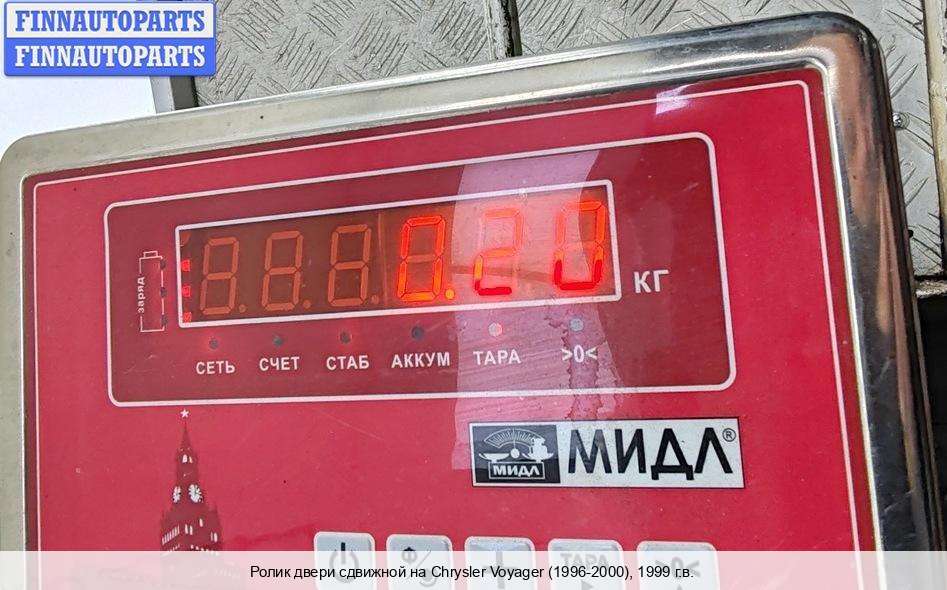 FINNAUTOPARTS
FINNAUTOPARTS
0.20
КГ
заряд
СЕТЬ СЧЕТ СТАБ АККУМ ТАРА >0<
МИДЛ
МИДЛ®
ТАРА
Ролик двери сдвижной на Chrysler Voyager (1996-2000), 1999 г.в.